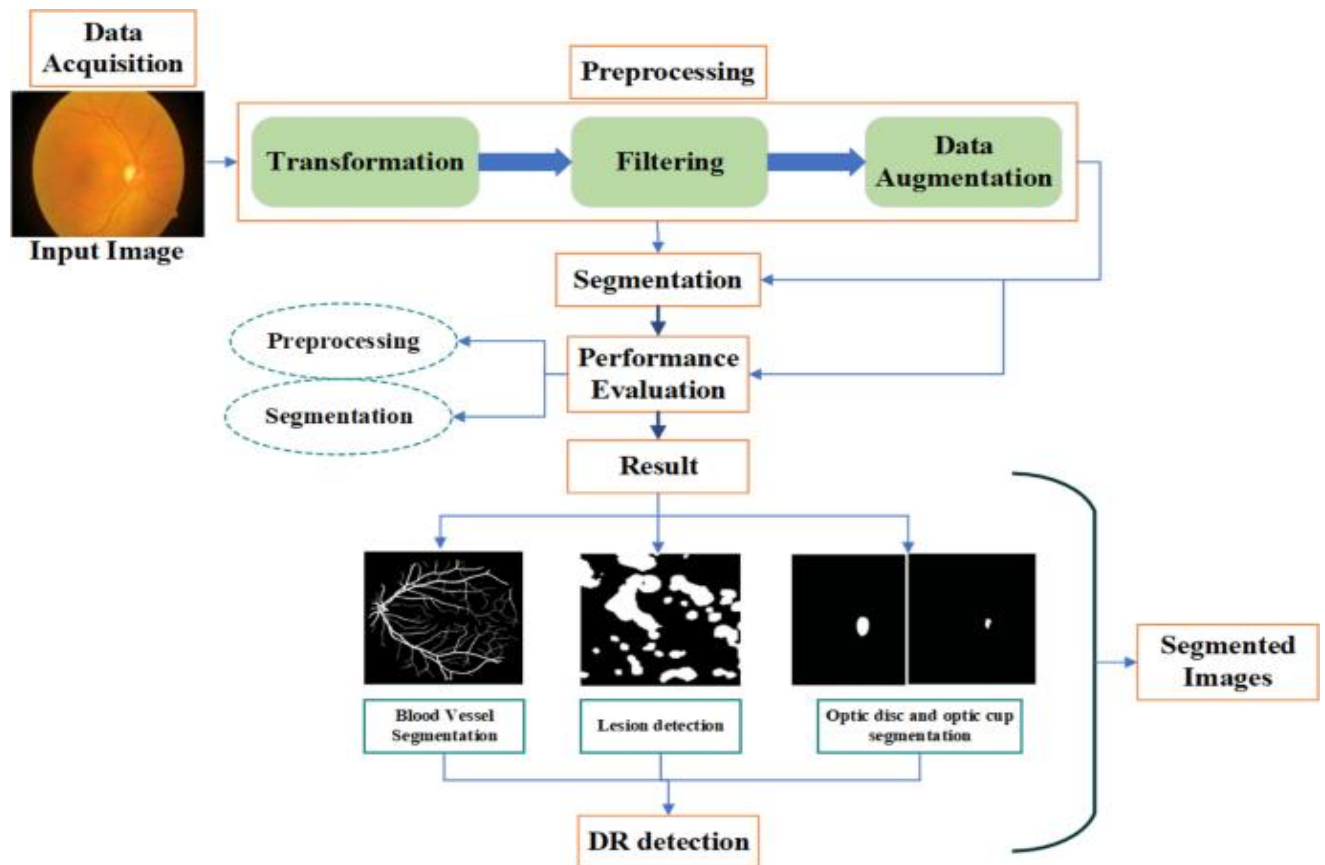 Data
Acquisition
Input Image
Preprocessing
Transformation
Filtering
Data
Augmentation
Segmentation
Performance
Evaluation
Preprocessing
Segmentation
Result
Blood Vessel
Segmentation
Lesion detection
Optic disc and optic cup
segmentation
Segmented
Images
DR detection